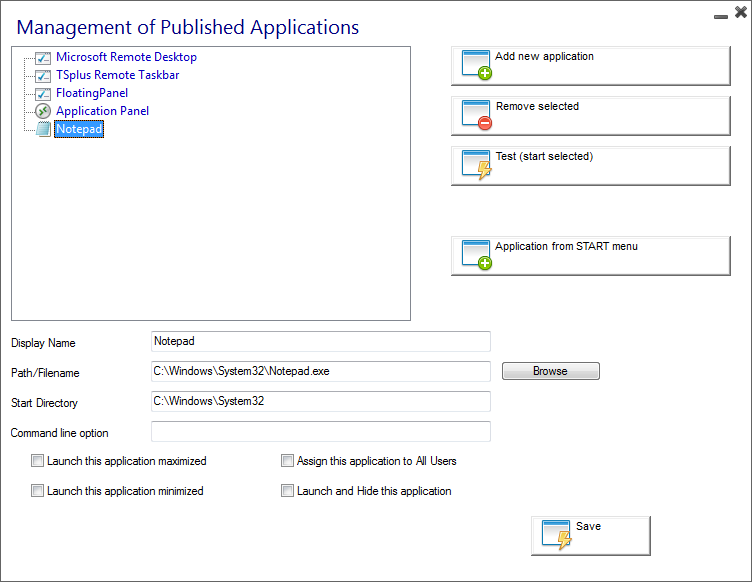 Management of Published Applications
Microsoft Remote Desktop
TSplus Remote Taskbar
FloatingPanel
Application Panel
Notepad
Add new application
Remove selected
Test (start selected)
Application from START menu
Display Name Notepad
Path/Filename C:\Windows\System32\Notepad.exe Browse
Start Directory C:\Windows\System32
Command line option
Launch this application maximized Assign this application to All Users
Launch this application minimized Launch and Hide this application
Save